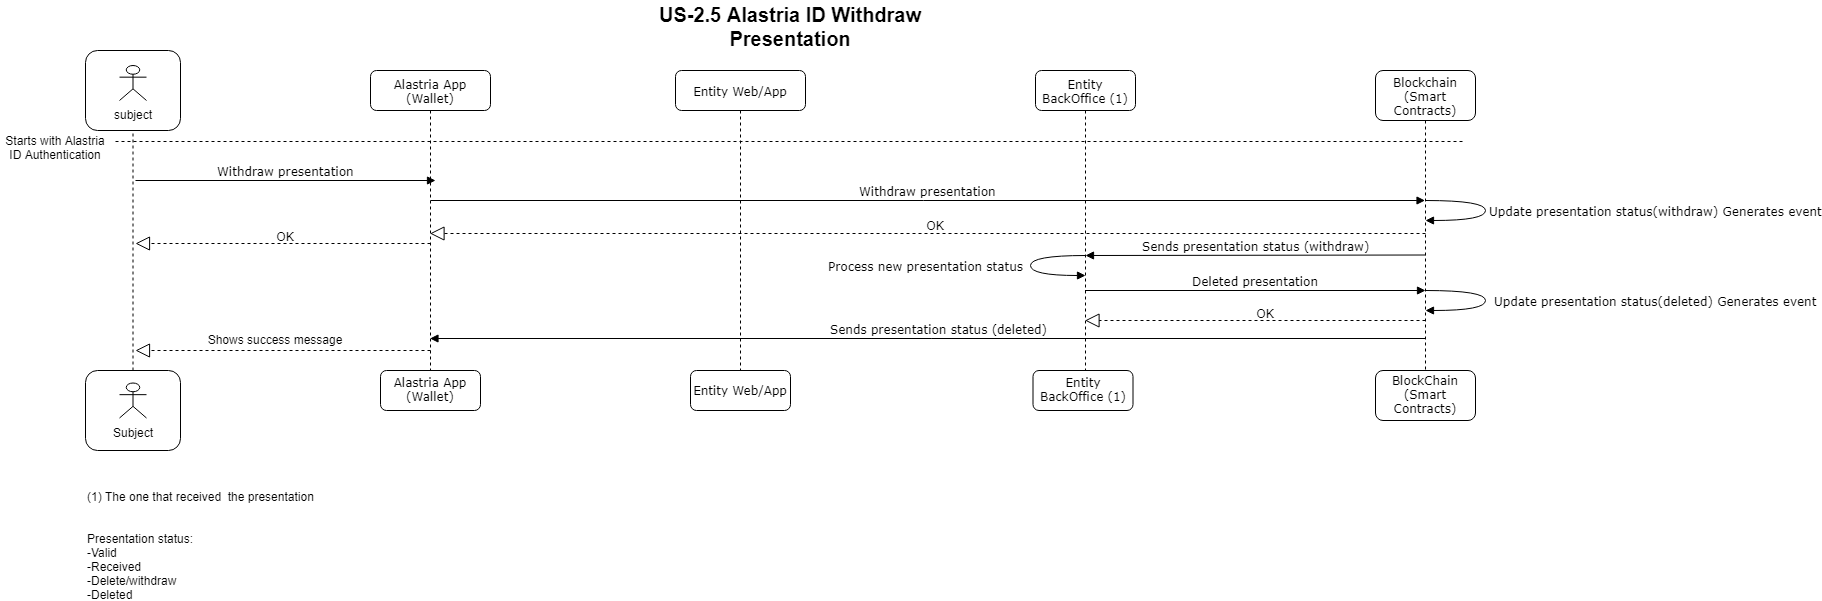 US-2.5 Alastria ID Withdraw
Presentation
subject
Alastria App
(Wallet)
Entity Web/App
Entity
BackOffice (1)
Blockchain
(Smart
Contracts)
Starts with Alastria
ID Authentication
Withdraw presentation
Withdraw presentation
Update presentation status(withdraw) Generates event
OK
OK
Sends presentation status (withdraw)
Process new presentation status
Deleted presentation
Update presentation status(deleted) Generates event
OK
Sends presentation status (deleted)
Shows success message
Subject
Alastria App
(Wallet)
Entity Web/App
Entity
BackOffice (1)
BlockChain
(Smart
Contracts)
(1) The one that received  the presentation
Presentation status:
-Valid
-Received
-Delete/withdraw
-Deleted